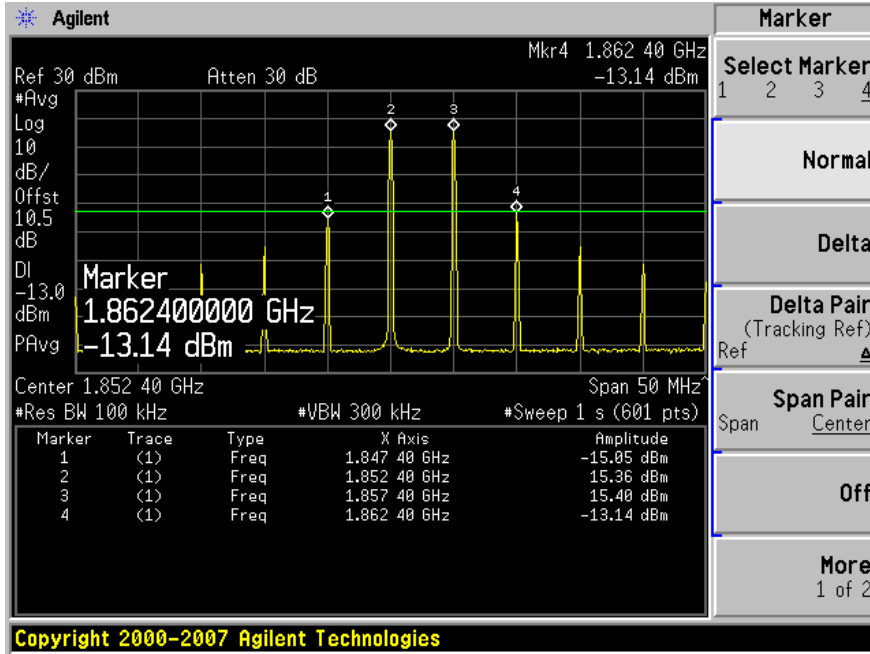 Agilent
Marker
Mkr4 1.862 40 GHz
Ref 30 dBm Atten 30 dB -13.14 dBm
#Avg
Log
10
dB/
Offst
10.5
dB
DI
-13.0
dBm
PAvg
1
2
3
4
Marker
1.862400000 GHz
-13.14 dBm
Center 1.852 40 GHz Span 50 MHz^
#Res BW 100 kHz #VBW 300 kHz #Sweep 1 s (601 pts)
Marker Trace Type X Axis Amplitude
1 (1) Freq 1.847 40 GHz -15.05 dBm
2 (1) Freq 1.852 40 GHz 15.36 dBm
3 (1) Freq 1.857 40 GHz 15.40 dBm
4 (1) Freq 1.862 40 GHz -13.14 dBm
Select Marker
1 2 3 4
Normal
Delta
Delta Pair
(Tracking Ref)
Ref Δ
Span Pair
Span Center
Off
More
1 of 2
Copyright 2000-2007 Agilent Technologies